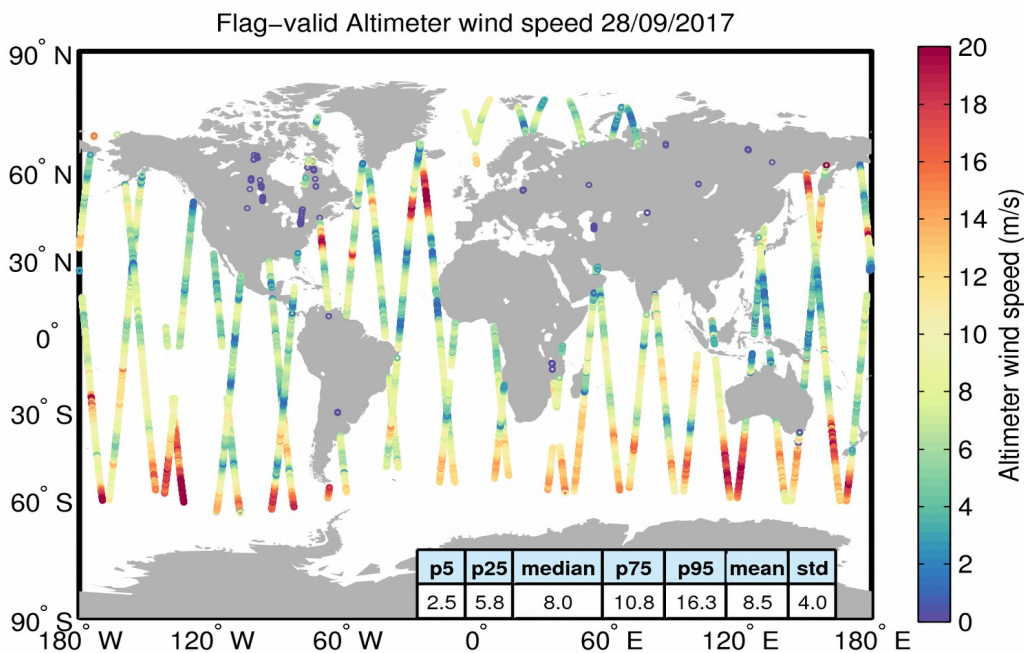 Flag−valid Altimeter wind speed 28/09/2017
90° N
60° N
30° N
0°
30° S
60° S
90° S
180° W
120° W
60° W
0°
60° E
120° E
180° E
p5 p25 median p75 p95 mean std
2.5 5.8 8.0 10.8 16.3 8.5 4.0
20
18
16
14
12
10
8
6
4
2
0
Altimeter wind speed (m/s)